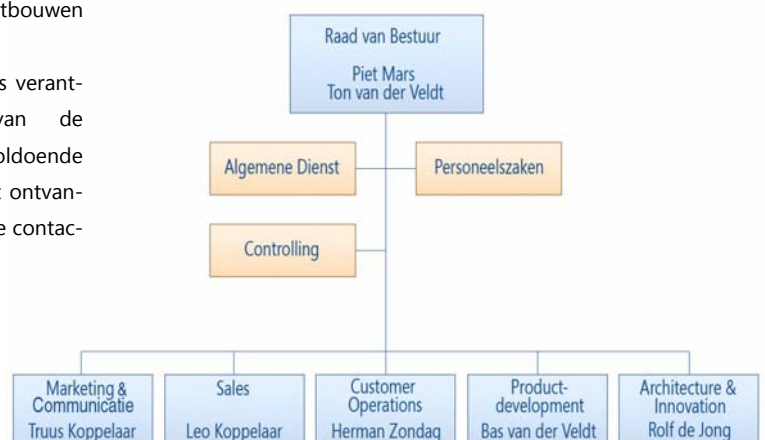 tbouwen
s verant-
van de
oldoende
t ontvan-
e contac-
Raad van Bestuur
Piet Mars
Ton van der Veldt
Algemene Dienst
Personeelszaken
Controlling
Marketing &
Communicatie
Truus Koppelaar
Sales
Leo Koppelaar
Customer
Operations
Herman Zondag
Product-
development
Bas van der Veldt
Architecture &
Innovation
Rolf de Jong